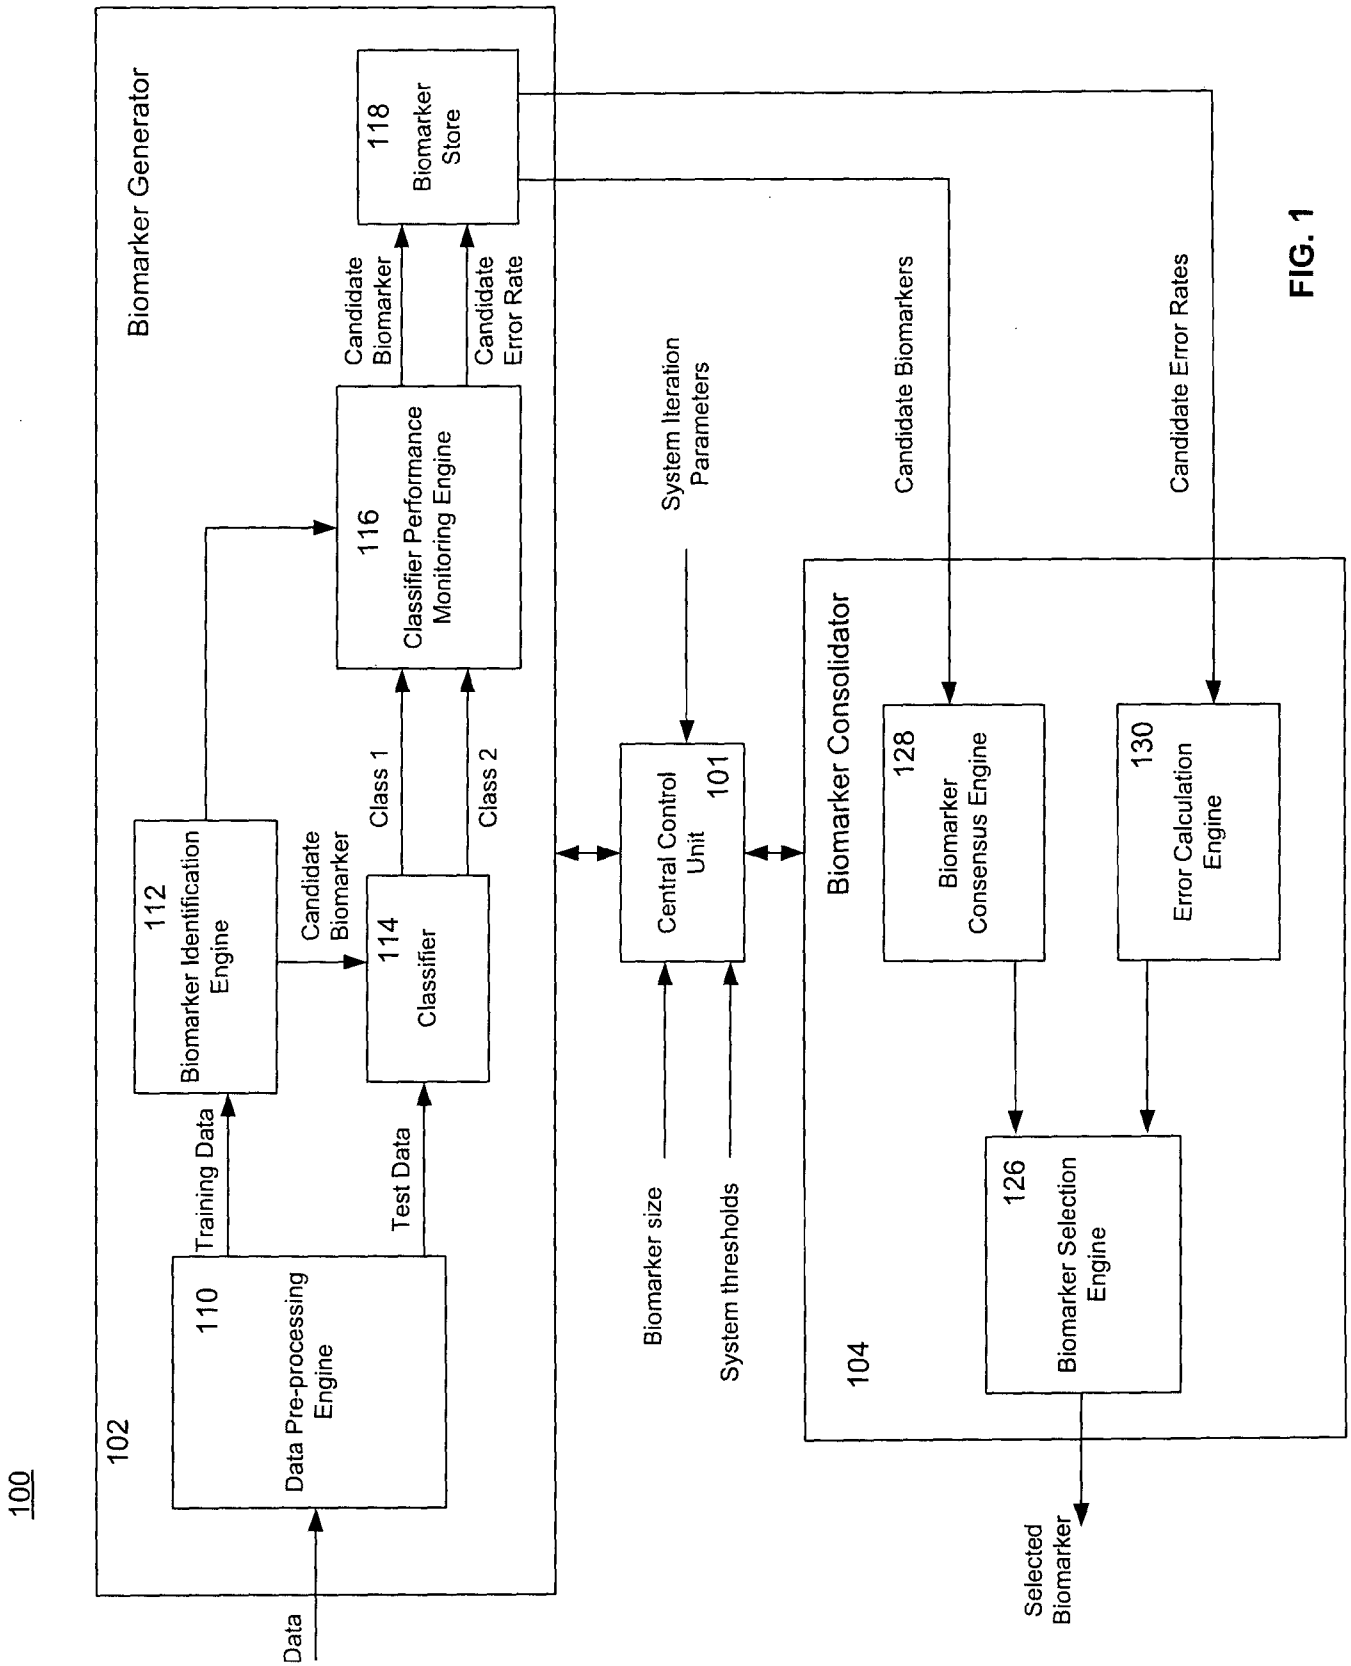 100
102
Biomarker Generator
Data
110
Data Pre-processing
Engine
Training Data
Test Data
112
Biomarker Identification
Engine
Candidate
Biomarker
114
Classifier
Class 1
Class 2
116
Classifier Performance
Monitoring Engine
Candidate
Biomarker
Candidate
Error Rate
118
Biomarker
Store
Biomarker size
System thresholds
Central Control
Unit
101
System Iteration
Parameters
Candidate Biomarkers
Candidate Error Rates
104
Biomarker Consolidator
128
Biomarker
Consensus Engine
130
Error Calculation
Engine
126
Biomarker Selection
Engine
Selected
Biomarker
FIG. 1